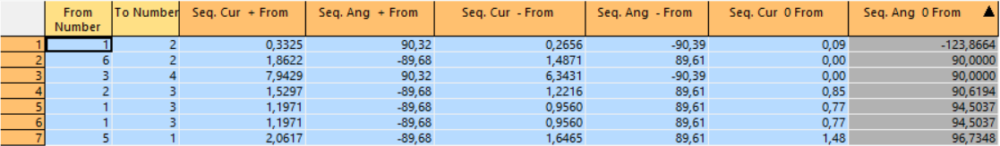 From Number To Number Seq. Cur + From Seq. Ang + From Seq. Cur - From Seq. Ang - From Seq. Cur 0 From Seq. Ang 0 From
1 1 2 0,3325 90,32 0,2656 -90,39 0,09 -123,8664
2 6 2 1,8622 -89,68 1,4871 89,61 0,00 90,0000
3 3 4 7,9429 90,32 6,3431 -90,39 0,00 90,0000
4 2 3 1,5297 -89,68 1,2216 89,61 0,85 90,6194
5 1 3 1,1971 -89,68 0,9560 89,61 0,77 94,5037
6 1 3 1,1971 -89,68 0,9560 89,61 0,77 94,5037
7 5 1 2,0617 -89,68 1,6465 89,61 1,48 96,7348